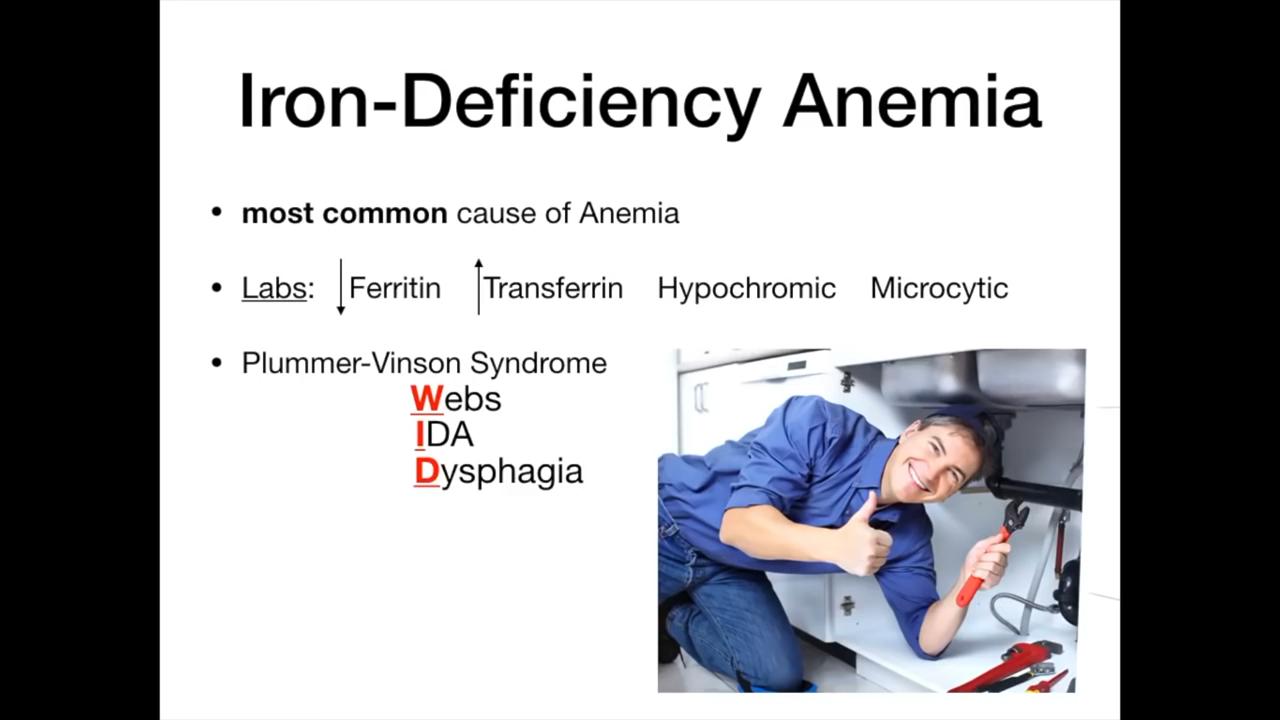 Iron-Deficiency Anemia
• most common cause of Anemia
• Labs: ↓Ferritin ↑Transferrin Hypochromic Microcytic
• Plummer-Vinson Syndrome
Webs
IDA
Dysphagia